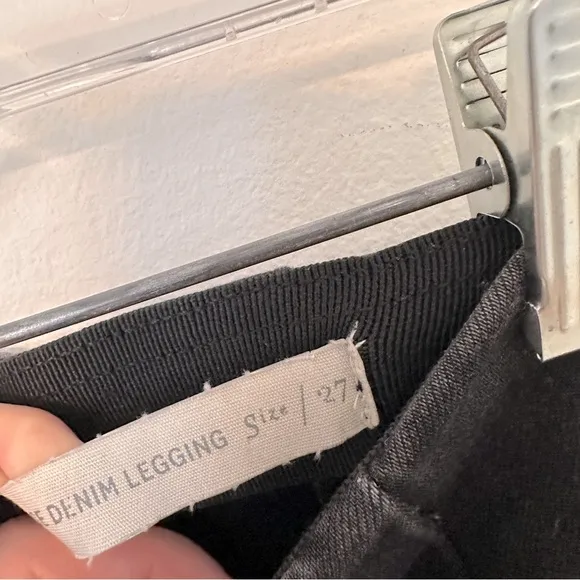 DENIM LEGGING Size / '27